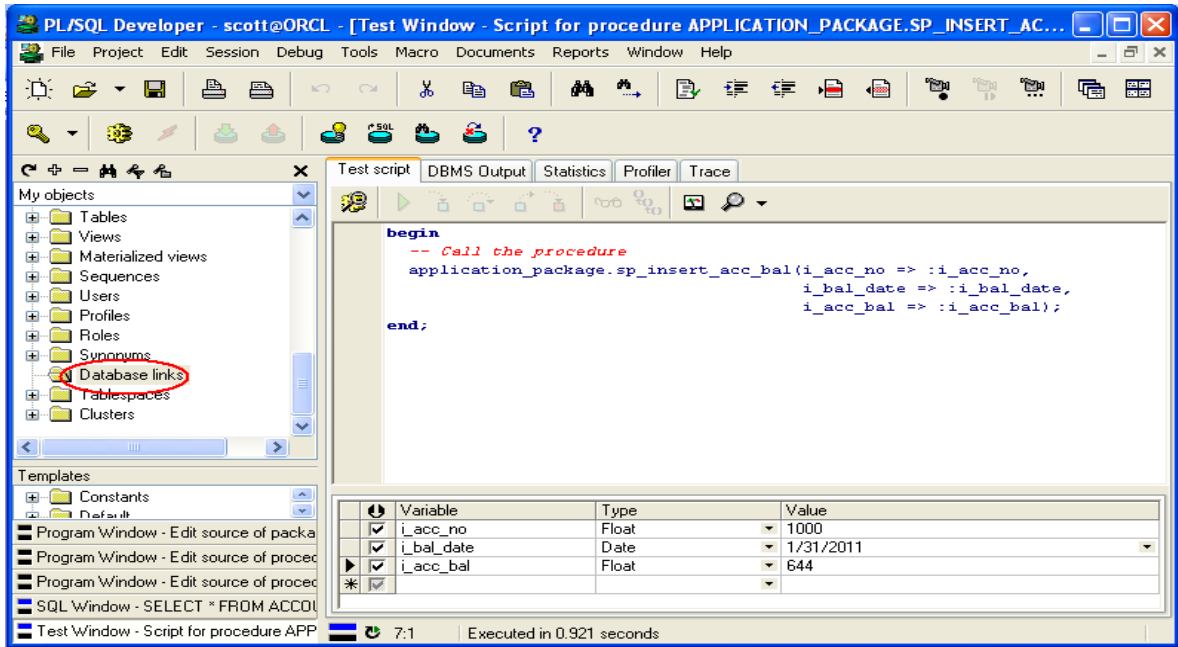 PL/SQL Developer - scott@ORCL - [Test Window - Script for procedure APPLICATION_PACKAGE.SP_INSERT_AC...
File Project Edit Session Debug Tools Macro Documents Reports Window Help
SQL
?
My objects
Tables
Views
Materialized views
Sequences
Users
Profiles
Roles
Synonyms
Database links
Tablespaces
Clusters
Templates
Constants
Default
Program Window - Edit source of packa
Program Window - Edit source of proced
Program Window - Edit source of proced
SQL Window - SELECT * FROM ACCOU
Test Window - Script for procedure APP
Test script DBMS Output Statistics Profiler Trace
begin
-- Call the procedure
application_package.sp_insert_acc_bal(i_acc_no => :i_acc_no,
i_bal_date => :i_bal_date,
i_acc_bal => :i_acc_bal);
end;
Variable Type Value
i_acc_no Float 1000
i_bal_date Date 1/31/2011
i_acc_bal Float 644
7:1 Executed in 0.921 seconds